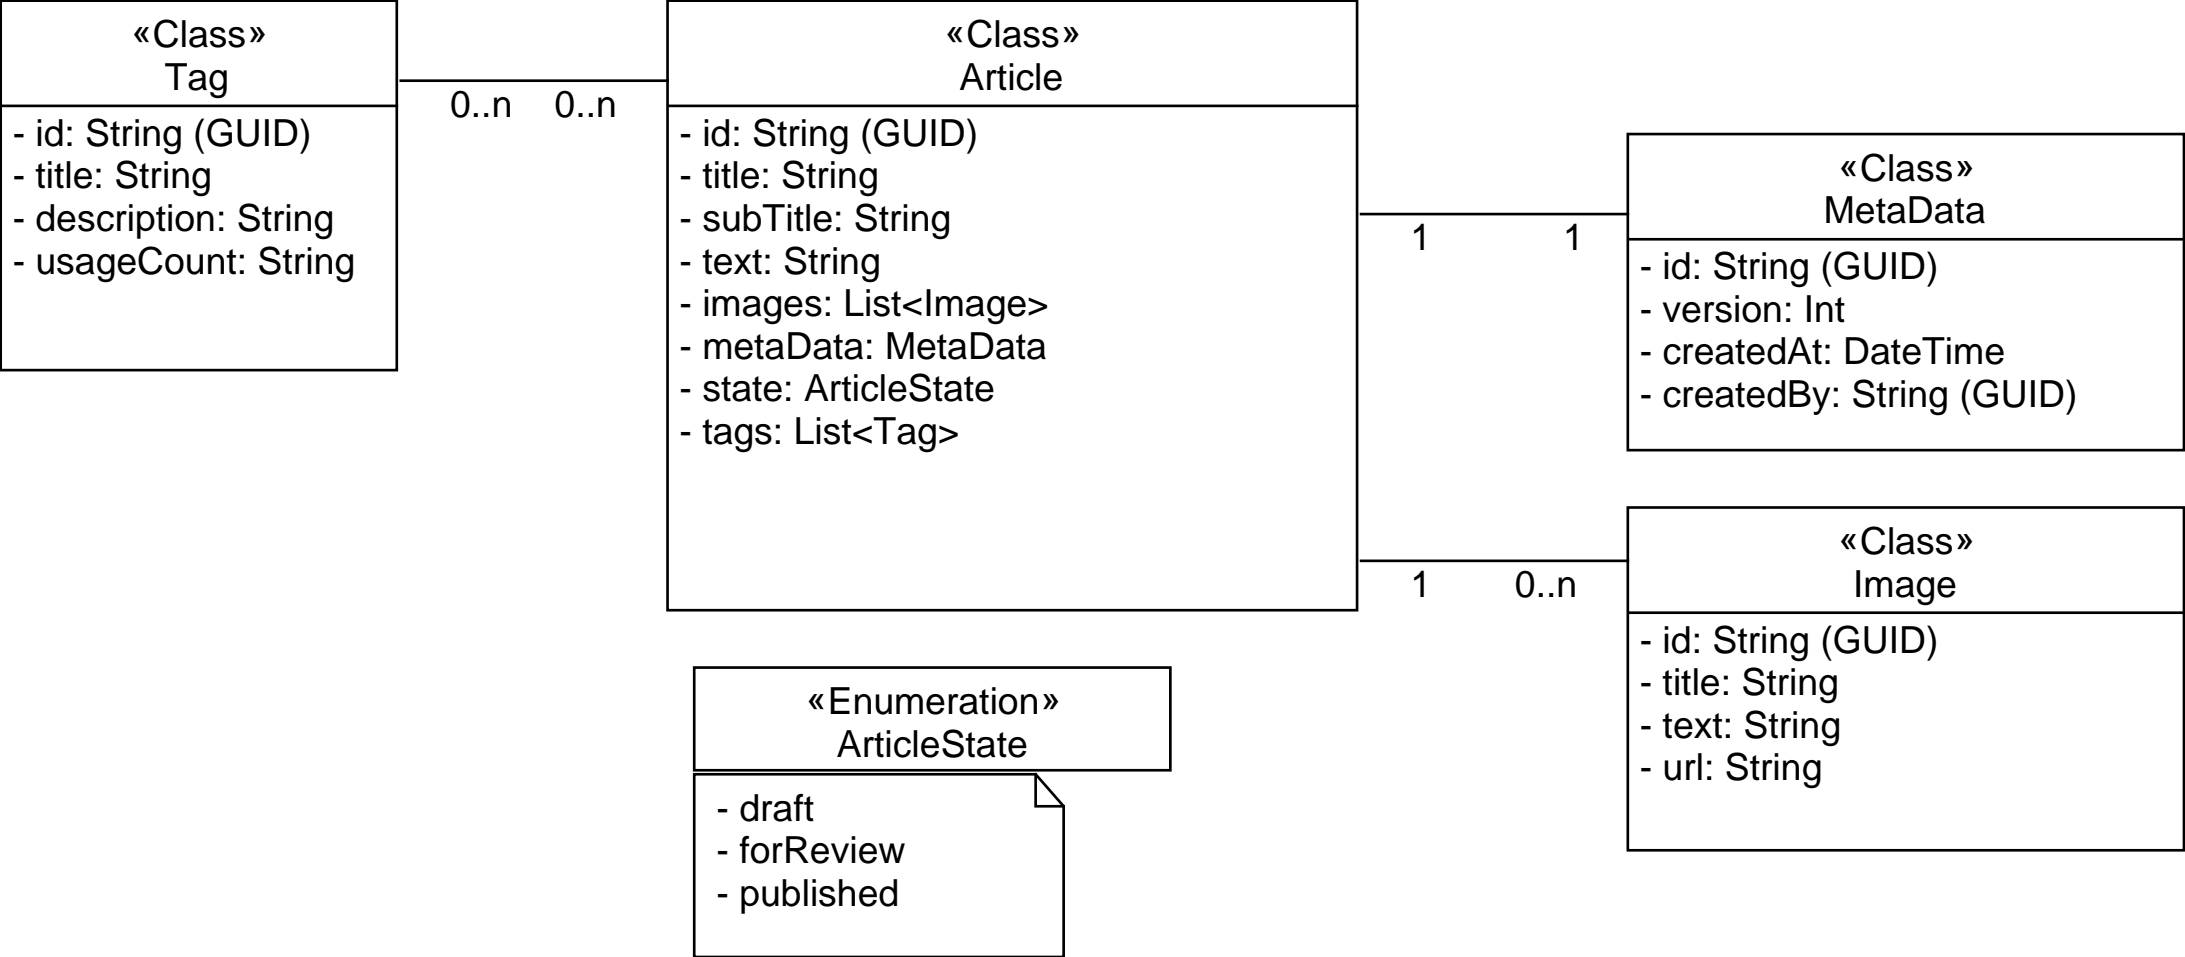 «Class»
Tag
- id: String (GUID)
- title: String
- description: String
- usageCount: String
0..n 0..n
«Class»
Article
- id: String (GUID)
- title: String
- subTitle: String
- text: String
- images: List<Image>
- metaData: MetaData
- state: ArticleState
- tags: List<Tag>
1 1
«Class»
MetaData
- id: String (GUID)
- version: Int
- createdAt: DateTime
- createdBy: String (GUID)
1 0..n
«Class»
Image
- id: String (GUID)
- title: String
- text: String
- url: String
«Enumeration»
ArticleState
- draft
- forReview
- published